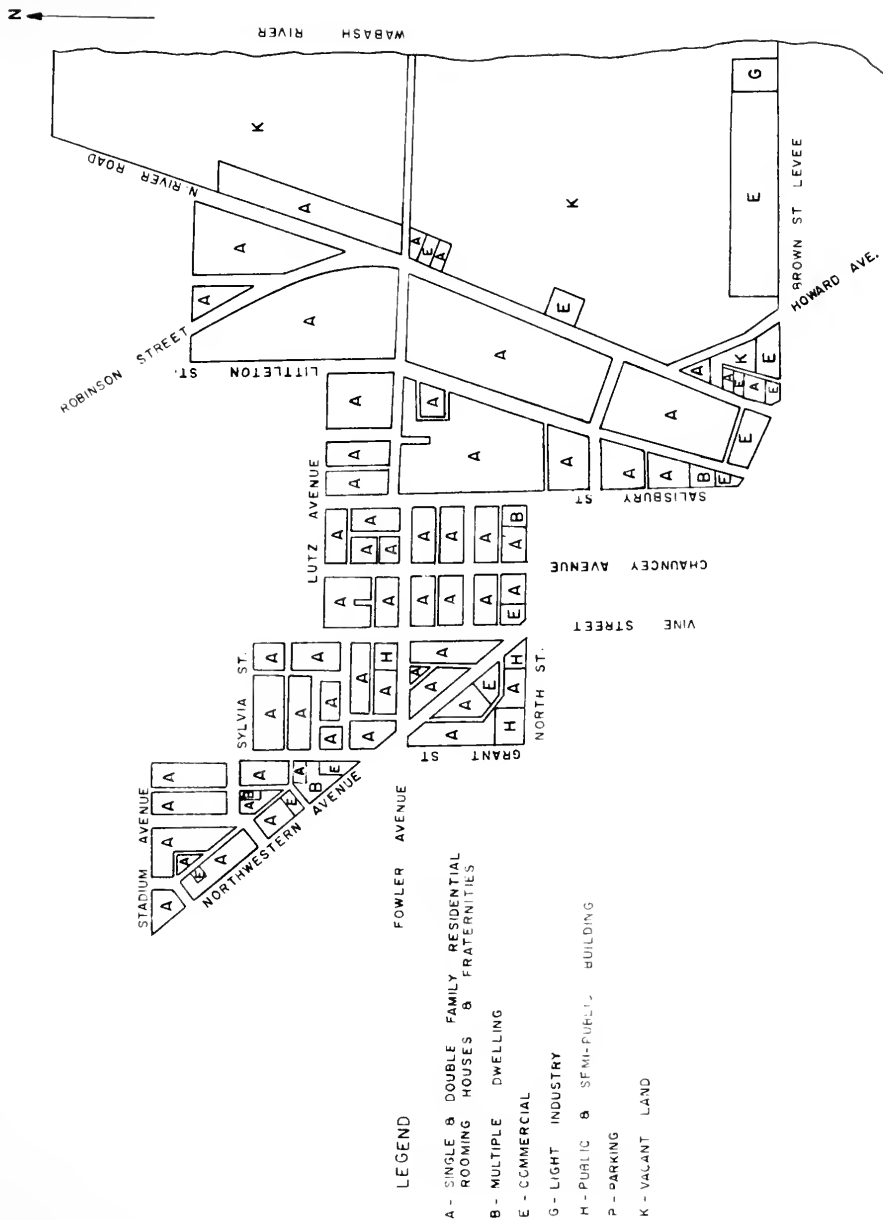 N
WABASH RIVER
N. RIVER ROAD
K
A
A
A
A
ROBINSON STREET
LITTLETON ST.
A
E
A
K
E
G
E
BROWN ST LEVEE
HOWARD AVE.
A
A
A
K
E
A
E
A
E
E
LUTZ AVENUE
A
A
A
A
A
A
A
A
B
E
SALISBURY ST
A
A
A
A
A
A
A
A
B
CHAUNCEY AVENUE
A
A
A
A
A
A
E
VINE STREET
SYLVIA ST.
A
A
A
A
A
A
A
A
H
A
A
A
A
A
A
E
H
A
H
NORTH ST.
GRANT ST
STADIUM AVENUE
A
A
A
A
A
A
E
A
A
B
A
E
A
B
E
NORTHWESTERN AVENUE
FOWLER AVENUE
LEGEND
A - SINGLE & DOUBLE FAMILY RESIDENTIAL
ROOMING HOUSES & FRATERNITIES
B - MULTIPLE DWELLING
E - COMMERCIAL
G - LIGHT INDUSTRY
H - PUBLIC & SEMI-PUBLIC BUILDING
P - PARKING
K - VACANT LAND